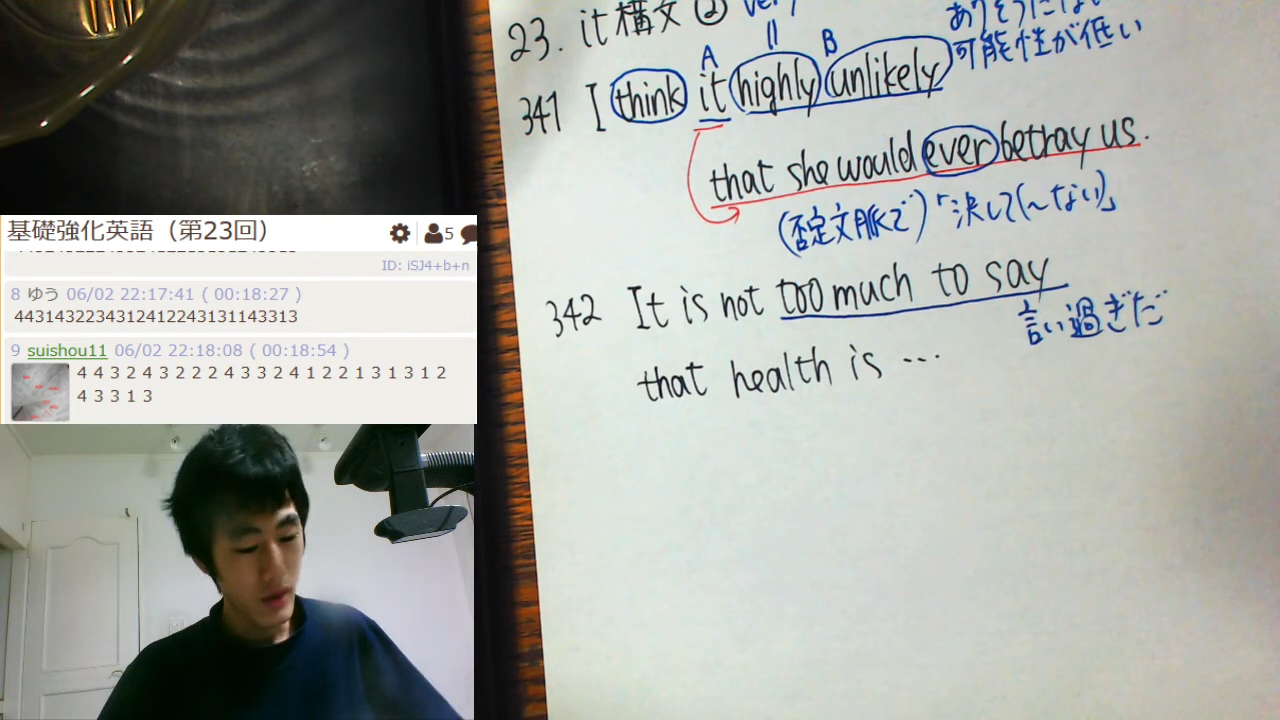 基礎強化英語（第23回）
5
ID: iSJ4+b+n
8 ゆう 06/02 22:17:41 ( 00:18:27 )
4431432234312412243131143313
9 suishou11 06/02 22:18:08 ( 00:18:54 )
4 4 3 2 4 3 2 2 2 4 3 3 2 4 1 2 2 1 3 1 3 1 2
4 3 3 1 3
23. it構文② very
ありそうにない
可能性が低い
A = B
341 I think it highly unlikely
that she would ever betray us.
(否定文脈で)「決して(~ない)」
342 It is not too much to say
言い過ぎだ
that health is …